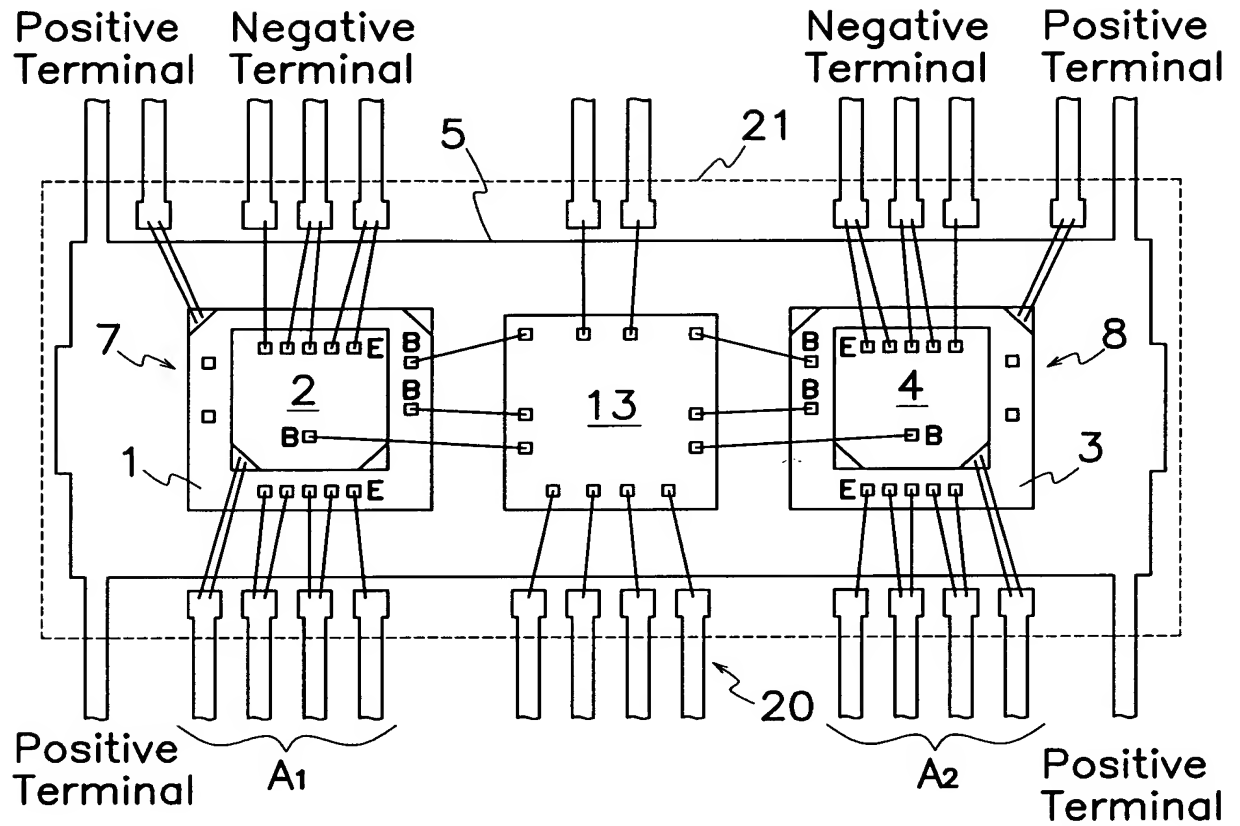 Positive
Terminal
Negative
Terminal
Negative
Terminal
Positive
Terminal
5
21
7
8
E
B
B
2
B
1
E
13
B
B
E
4
B
3
E
20
A1
A2
Positive
Terminal
Positive
Terminal